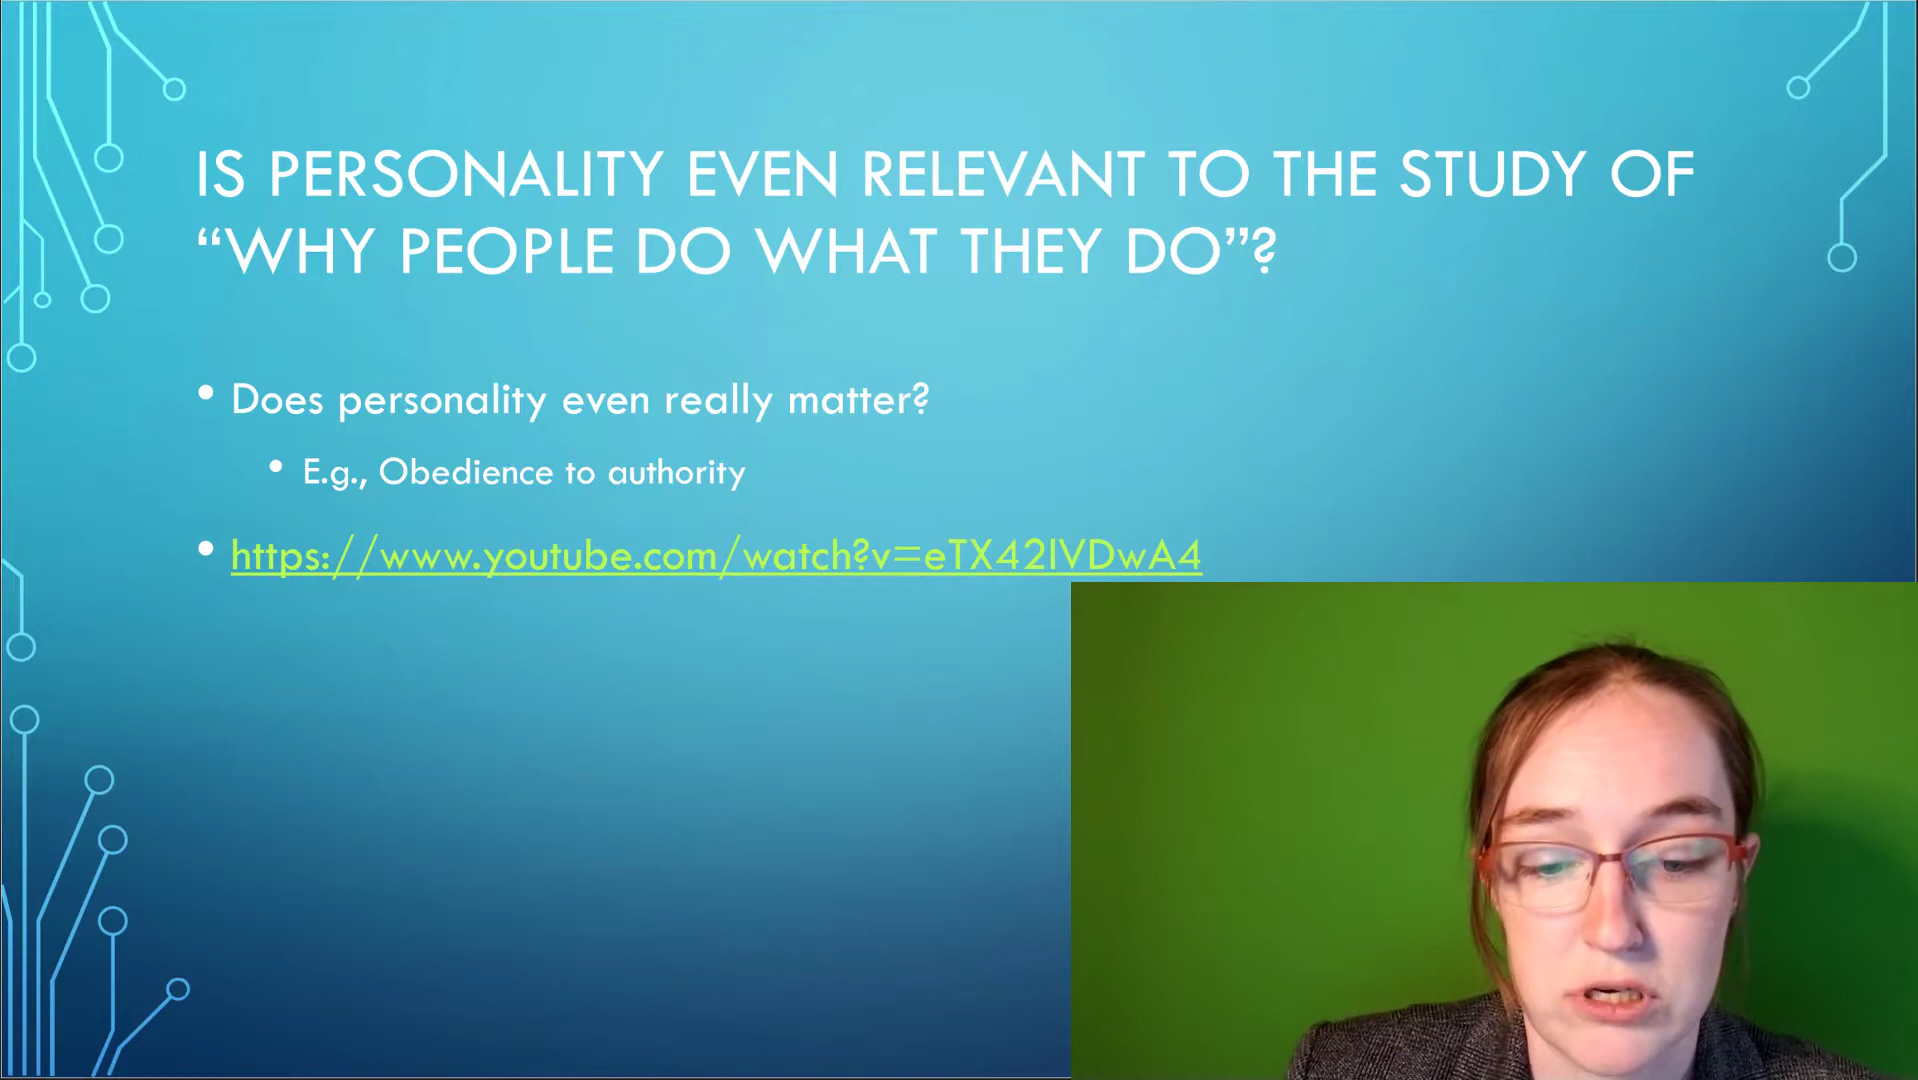 IS PERSONALITY EVEN RELEVANT TO THE STUDY OF
“WHY PEOPLE DO WHAT THEY DO”?
• Does personality even really matter?
• E.g., Obedience to authority
• https://www.youtube.com/watch?v=eTX42lVDwA4